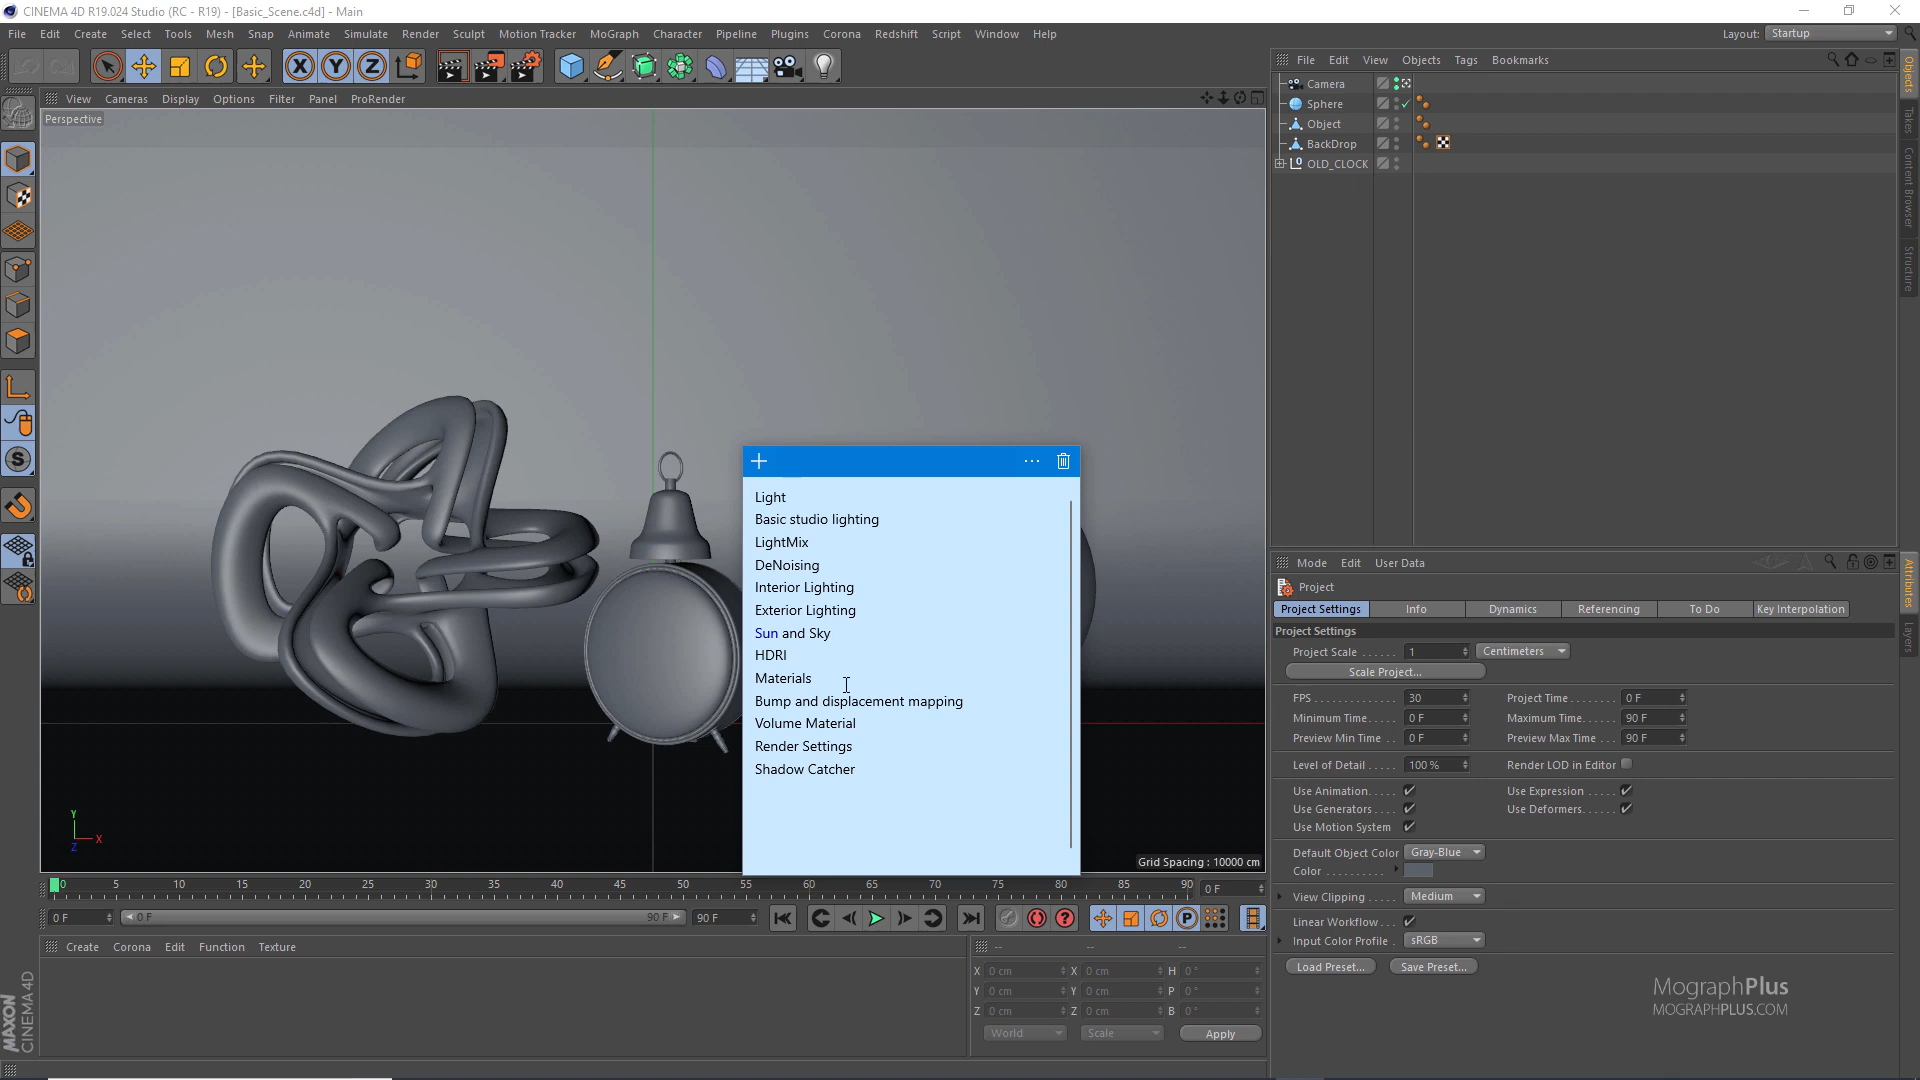 CINEMA 4D R19.024 Studio (RC - R19) - [Basic_Scene.c4d] - Main
File Edit Create Select Tools Mesh Snap Animate Simulate Render Sculpt Motion Tracker MoGraph Character Pipeline Plugins Corona Redshift Script Window Help
Layout: Startup
View Cameras Display Options Filter Panel ProRender
Perspective
File Edit View Objects Tags Bookmarks
Camera
Sphere
Object
BackDrop
OLD_CLOCK
Objects
Takes
Content Browser
Structure
Light
Basic studio lighting
LightMix
DeNoising
Interior Lighting
Exterior Lighting
Sun and Sky
HDRI
Materials
Bump and displacement mapping
Volume Material
Render Settings
Shadow Catcher
Y
X
Z
Grid Spacing : 10000 cm
Mode Edit User Data
Project
Project Settings Info Dynamics Referencing To Do Key Interpolation
Project Settings
Project Scale ...... 1 Centimeters
Scale Project...
FPS 30 Project Time 0 F
Minimum Time 0 F Maximum Time 90 F
Preview Min Time 0 F Preview Max Time 90 F
Level of Detail 100 % Render LOD in Editor
Use Animation Use Expression
Use Generators Use Deformers
Use Motion System
Default Object Color Gray-Blue
Color
View Clipping Medium
Linear Workflow
Input Color Profile sRGB
Load Preset... Save Preset...
Attributes
Layers
0 5 10 15 20 25 30 35 40 45 50 55 60 65 70 75 80 85 90 0 F
0 F 0 F 90 F 90 F
Create Corona Edit Function Texture
-- -- --
X 0 cm X 0 cm H 0 °
Y 0 cm Y 0 cm P 0 °
Z 0 cm Z 0 cm B 0 °
World Scale Apply
MAXON
CINEMA 4D
MographPlus
MOGRAPHPLUS.COM